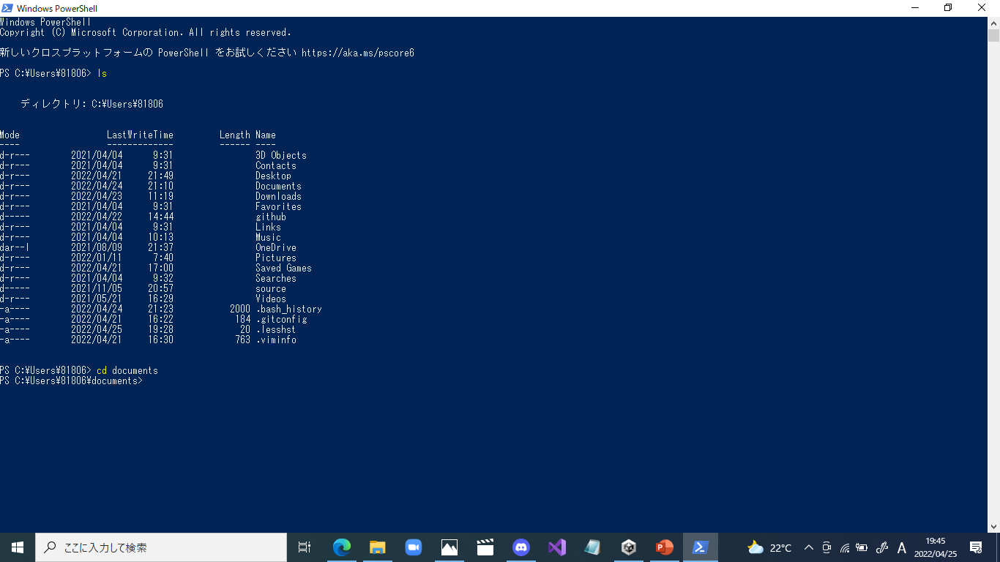 Windows PowerShell
Windows PowerShell
Copyright (C) Microsoft Corporation. All rights reserved.
新しいクロスプラットフォームの PowerShell をお試しください https://aka.ms/pscore6
PS C:¥Users¥81806> ls
ディレクトリ: C:¥Users¥81806
Mode LastWriteTime Length Name
---- ------------- ------ ----
d-r--- 2021/04/04 9:31 3D Objects
d-r--- 2021/04/04 9:31 Contacts
d-r--- 2022/04/21 21:49 Desktop
d-r--- 2022/04/24 21:10 Documents
d-r--- 2022/04/23 11:19 Downloads
d-r--- 2021/04/04 9:31 Favorites
d----- 2022/04/22 14:44 github
d-r--- 2021/04/04 9:31 Links
d-r--- 2021/04/04 10:13 Music
dar--l 2021/08/09 21:37 OneDrive
d-r--- 2022/01/11 7:40 Pictures
d-r--- 2022/04/21 17:00 Saved Games
d-r--- 2021/04/04 9:32 Searches
d----- 2021/11/05 20:57 source
d-r--- 2021/05/21 16:29 Videos
-a---- 2022/04/24 21:23 2000 .bash_history
-a---- 2022/04/21 16:22 184 .gitconfig
-a---- 2022/04/25 19:28 20 .lesshst
-a---- 2022/04/21 16:30 763 .viminfo
PS C:¥Users¥81806> cd documents
PS C:¥Users¥81806¥documents>
ここに入力して検索
22°C
A
19:45
2022/04/25